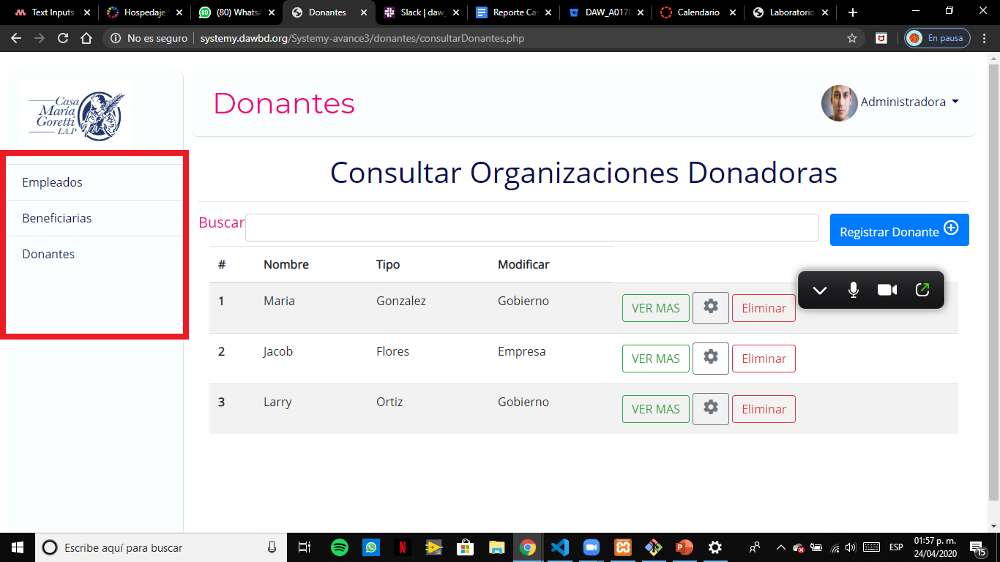 Text Inputs
Hospedaje
(80) WhatsA
Donantes
Slack | daw_
Reporte Cas
DAW_A0170
Calendario
Laboratorio
No es seguro | systemy.dawbd.org/Systemy-avance3/donantes/consultarDonantes.php
En pausa
Casa
María
Goretti
I.A.P
Donantes
Administradora
Empleados
Beneficiarias
Donantes
Consultar Organizaciones Donadoras
Buscar
Registrar Donante
# Nombre Tipo Modificar
1 Maria Gonzalez Gobierno VER MAS Eliminar
2 Jacob Flores Empresa VER MAS Eliminar
3 Larry Ortiz Gobierno VER MAS Eliminar
Escribe aquí para buscar
ESP
01:57 p. m.
24/04/2020
15